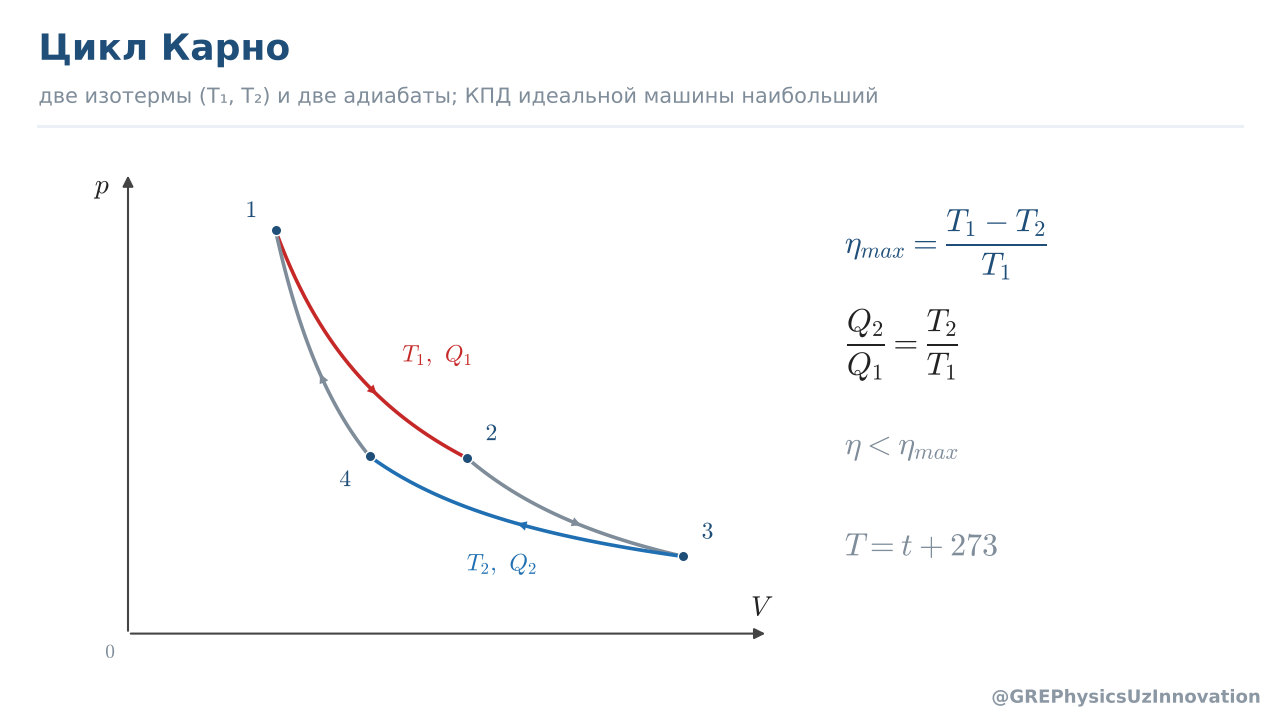 Цикл Карно
две изотермы (T₁, T₂) и две адиабаты; КПД идеальной машины наибольший
p
1
T₁, Q₁
2
4
3
T₂, Q₂
V
0
η_max = (T₁ − T₂) / T₁
Q₂ / Q₁ = T₂ / T₁
η < η_max
T = t + 273
@GREPhysicsUzInnovation